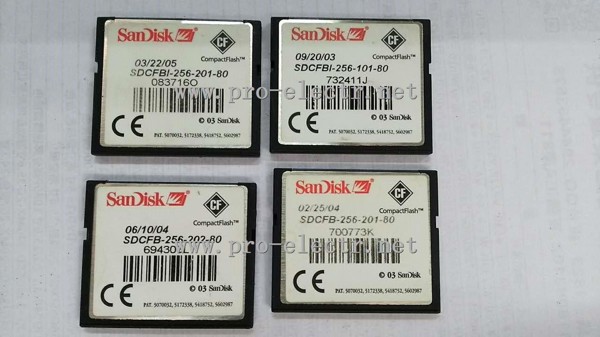 SanDisk
CF
CompactFlash™
03/22/05
SDCFBI-256-201-80
083716O
CE
© 03 SanDisk
PAT. 5070032, 5172338, 5418752, 5602987
SanDisk
CF
CompactFlash™
09/20/03
SDCFBI-256-101-80
732411J
CE
© 03 SanDisk
PAT. 5070032, 5172338, 5418752, 5602987
www.pro-electr.net
SanDisk
CF
CompactFlash™
06/10/04
SDCFB-256-202-80
CE
© 03 SanDisk
PAT. 5070032, 5172338, 5418752, 5602987
SanDisk
CF
CompactFlash™
02/25/04
SDCFB-256-201-80
700773K
CE
© 03 SanDisk
PAT. 5070032, 5172338, 5418752, 5602987
www.pro-electr.net